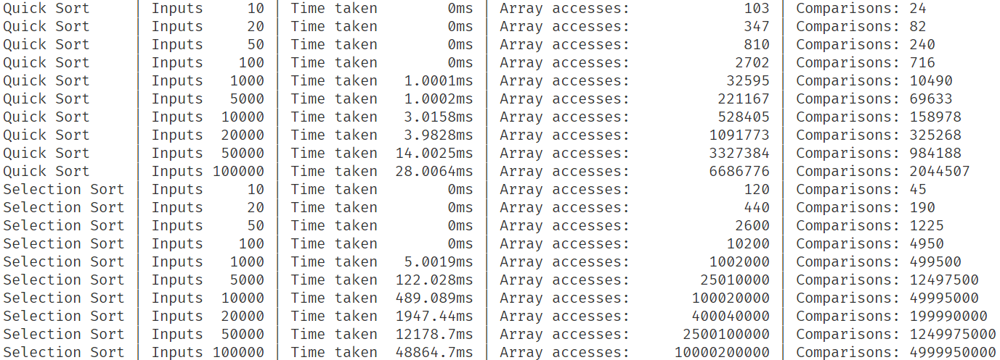 Quick Sort | Inputs 10 | Time taken 0ms | Array accesses: 103 | Comparisons: 24
Quick Sort | Inputs 20 | Time taken 0ms | Array accesses: 347 | Comparisons: 82
Quick Sort | Inputs 50 | Time taken 0ms | Array accesses: 810 | Comparisons: 240
Quick Sort | Inputs 100 | Time taken 0ms | Array accesses: 2702 | Comparisons: 716
Quick Sort | Inputs 1000 | Time taken 1.0001ms | Array accesses: 32595 | Comparisons: 10490
Quick Sort | Inputs 5000 | Time taken 1.0002ms | Array accesses: 221167 | Comparisons: 69633
Quick Sort | Inputs 10000 | Time taken 3.0158ms | Array accesses: 528405 | Comparisons: 158978
Quick Sort | Inputs 20000 | Time taken 3.9828ms | Array accesses: 1091773 | Comparisons: 325268
Quick Sort | Inputs 50000 | Time taken 14.0025ms | Array accesses: 3327384 | Comparisons: 984188
Quick Sort | Inputs 100000 | Time taken 28.0064ms | Array accesses: 6686776 | Comparisons: 2044507
Selection Sort | Inputs 10 | Time taken 0ms | Array accesses: 120 | Comparisons: 45
Selection Sort | Inputs 20 | Time taken 0ms | Array accesses: 440 | Comparisons: 190
Selection Sort | Inputs 50 | Time taken 0ms | Array accesses: 2600 | Comparisons: 1225
Selection Sort | Inputs 100 | Time taken 0ms | Array accesses: 10200 | Comparisons: 4950
Selection Sort | Inputs 1000 | Time taken 5.0019ms | Array accesses: 1002000 | Comparisons: 499500
Selection Sort | Inputs 5000 | Time taken 122.028ms | Array accesses: 25010000 | Comparisons: 12497500
Selection Sort | Inputs 10000 | Time taken 489.089ms | Array accesses: 100020000 | Comparisons: 49995000
Selection Sort | Inputs 20000 | Time taken 1947.44ms | Array accesses: 400040000 | Comparisons: 199990000
Selection Sort | Inputs 50000 | Time taken 12178.7ms | Array accesses: 2500100000 | Comparisons: 1249975000
Selection Sort | Inputs 100000 | Time taken 48864.7ms | Array accesses: 10000200000 | Comparisons: 4999950000